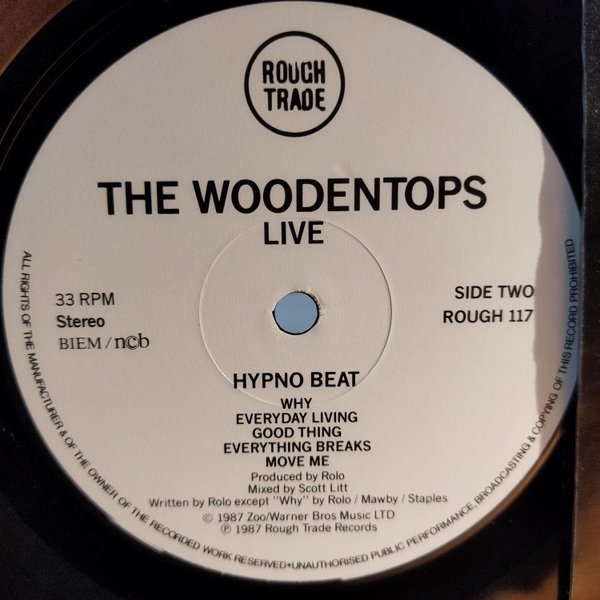 ROUGH
TRADE
THE WOODENTOPS
LIVE
33 RPM
Stereo
BIEM / ncb
SIDE TWO
ROUGH 117
HYPNO BEAT
WHY
EVERYDAY LIVING
GOOD THING
EVERYTHING BREAKS
MOVE ME
Produced by Rolo
Mixed by Scott Litt
Written by Rolo except "Why" by Rolo / Mawby / Staples
© 1987 Zoo/Warner Bros Music LTD
℗ 1987 Rough Trade Records
ALL RIGHTS OF THE MANUFACTURER & OF THE OWNER OF THE RECORDED WORK RESERVED•UNAUTHORISED PUBLIC PERFORMANCE, BROADCASTING & COPYING OF THIS RECORD PROHIBITED